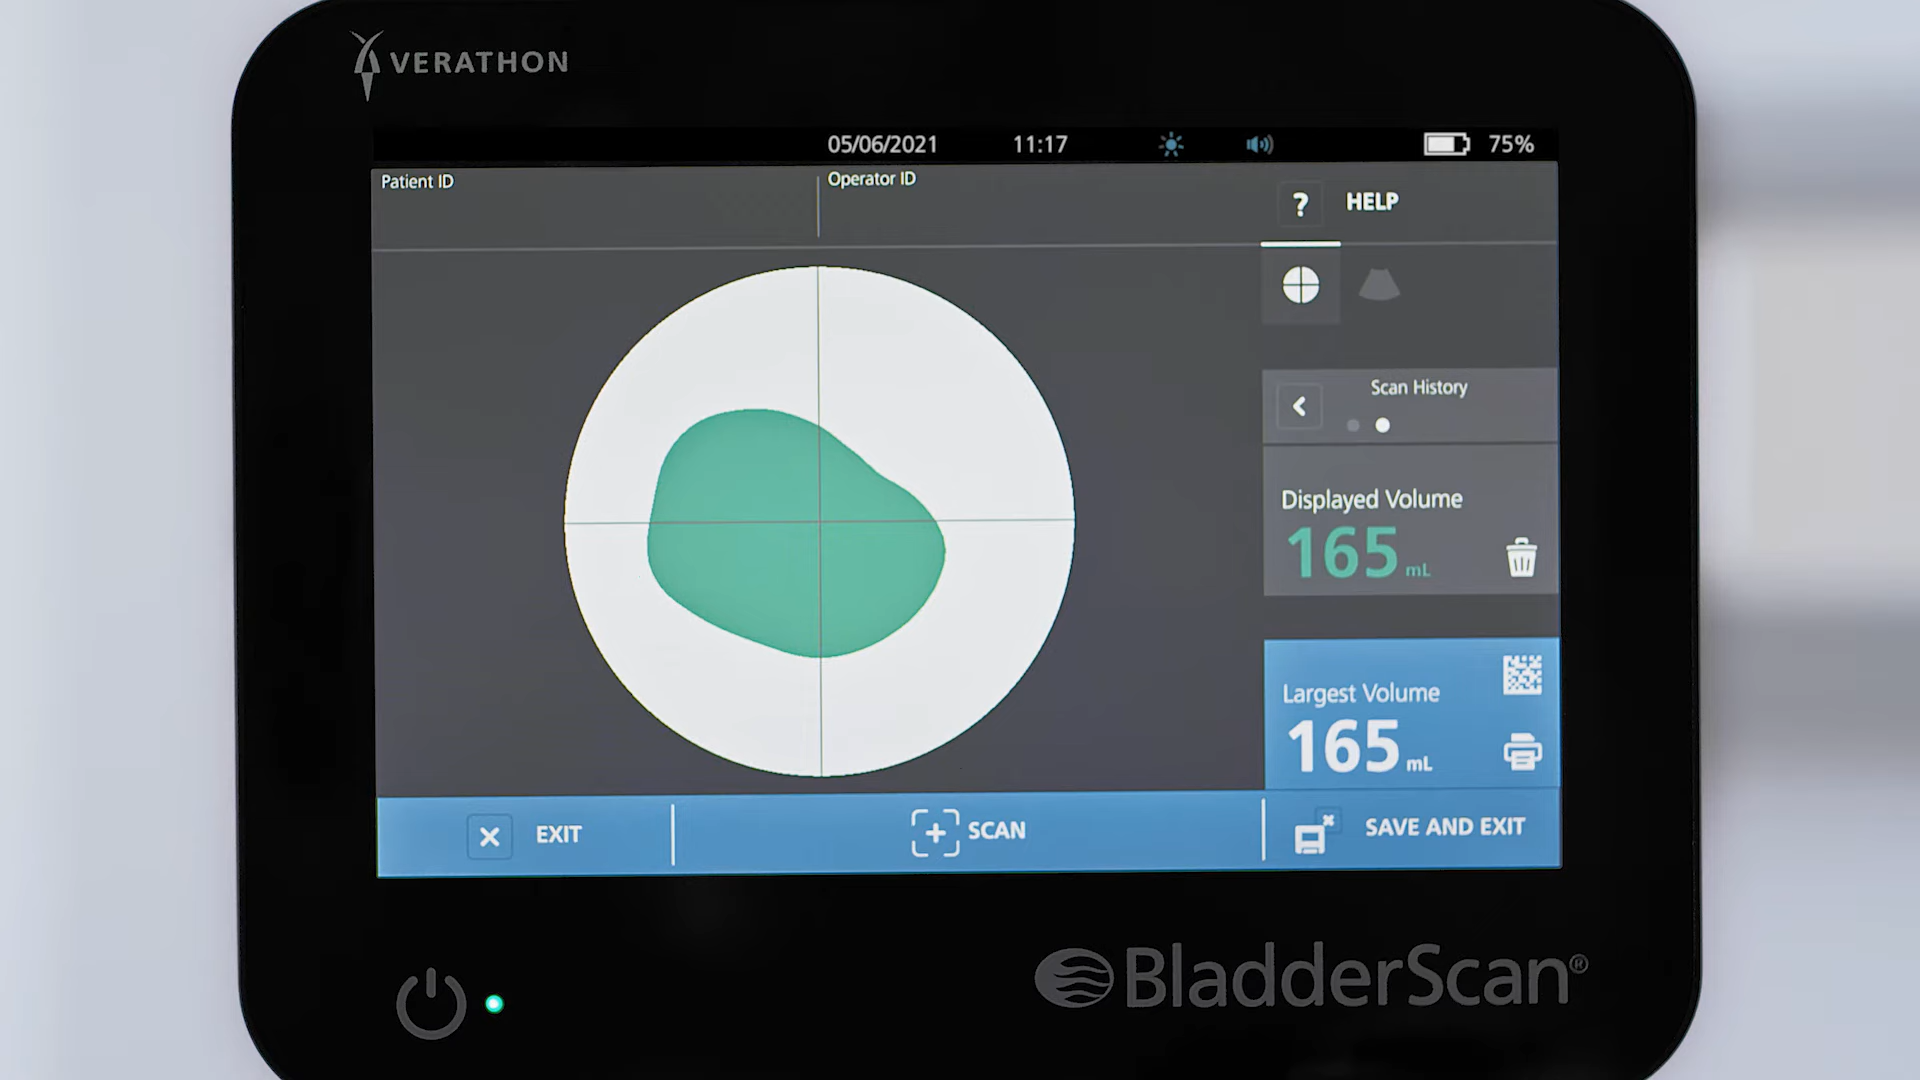 VERATHON
05/06/2021 11:17 75%
Patient ID
Operator ID
? HELP
Scan History
Displayed Volume
165 mL
Largest Volume
165 mL
EXIT
SCAN
SAVE AND EXIT
BladderScan®